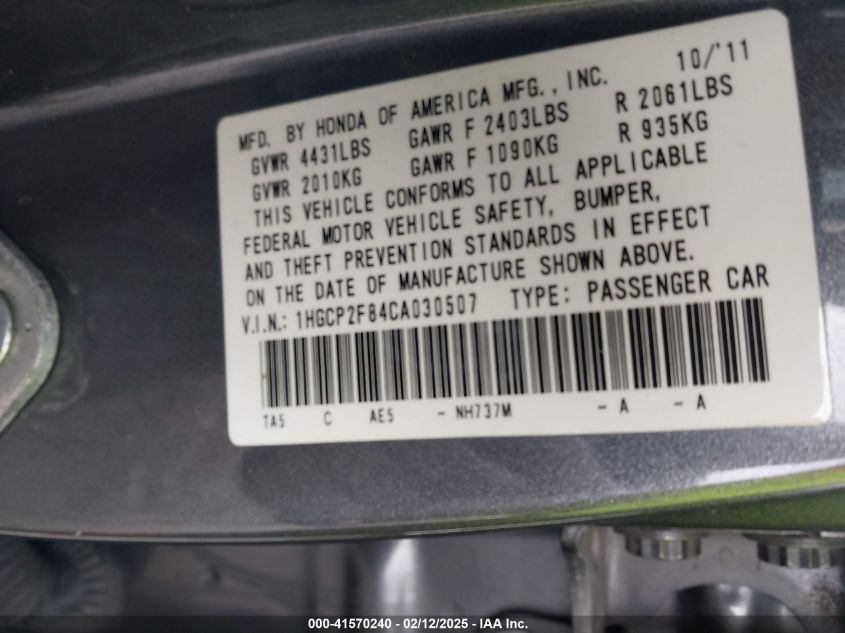 MFD. BY HONDA OF AMERICA MFG., INC. 10/'11
GVWR 4431LBS GAWR F 2403LBS R 2061LBS
GVWR 2010KG GAWR F 1090KG R 935KG
THIS VEHICLE CONFORMS TO ALL APPLICABLE
FEDERAL MOTOR VEHICLE SAFETY, BUMPER,
AND THEFT PREVENTION STANDARDS IN EFFECT
ON THE DATE OF MANUFACTURE SHOWN ABOVE.
V.I.N.: 1HGCP2F84CA030507 TYPE: PASSENGER CAR
TA5 C AE5 - NH737M - A - A
000-41570240 - 02/12/2025 - IAA Inc.